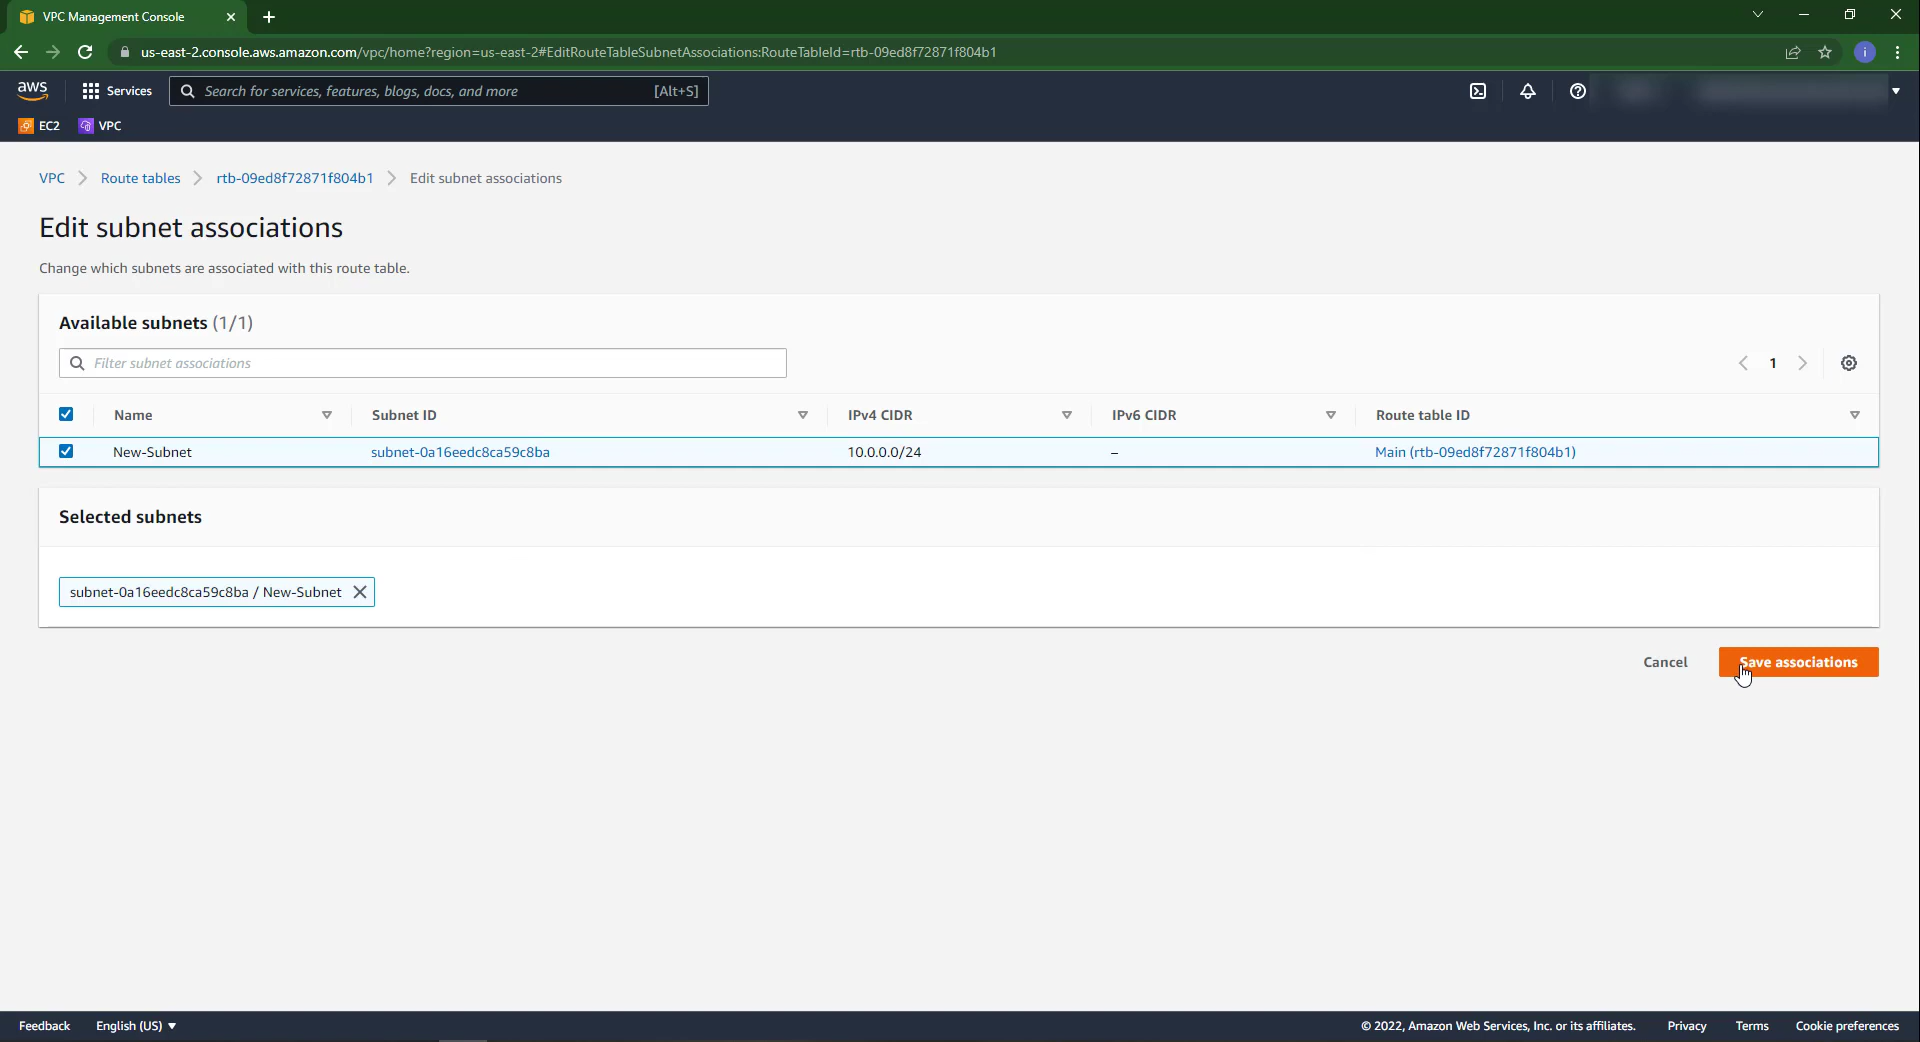 VPC Management Console
us-east-2.console.aws.amazon.com/vpc/home?region=us-east-2#EditRouteTableSubnetAssociations:RouteTableId=rtb-09ed8f72871f804b1
i
aws Services Search for services, features, blogs, docs, and more [Alt+S]
EC2 VPC
VPC Route tables rtb-09ed8f72871f804b1 Edit subnet associations
Edit subnet associations
Change which subnets are associated with this route table.
Available subnets (1/1)
Filter subnet associations
1
Name Subnet ID IPv4 CIDR IPv6 CIDR Route table ID
New-Subnet subnet-0a16eedc8ca59c8ba 10.0.0.0/24 – Main (rtb-09ed8f72871f804b1)
Selected subnets
subnet-0a16eedc8ca59c8ba / New-Subnet
Cancel Save associations
Feedback English (US) © 2022, Amazon Web Services, Inc. or its affiliates. Privacy Terms Cookie preferences